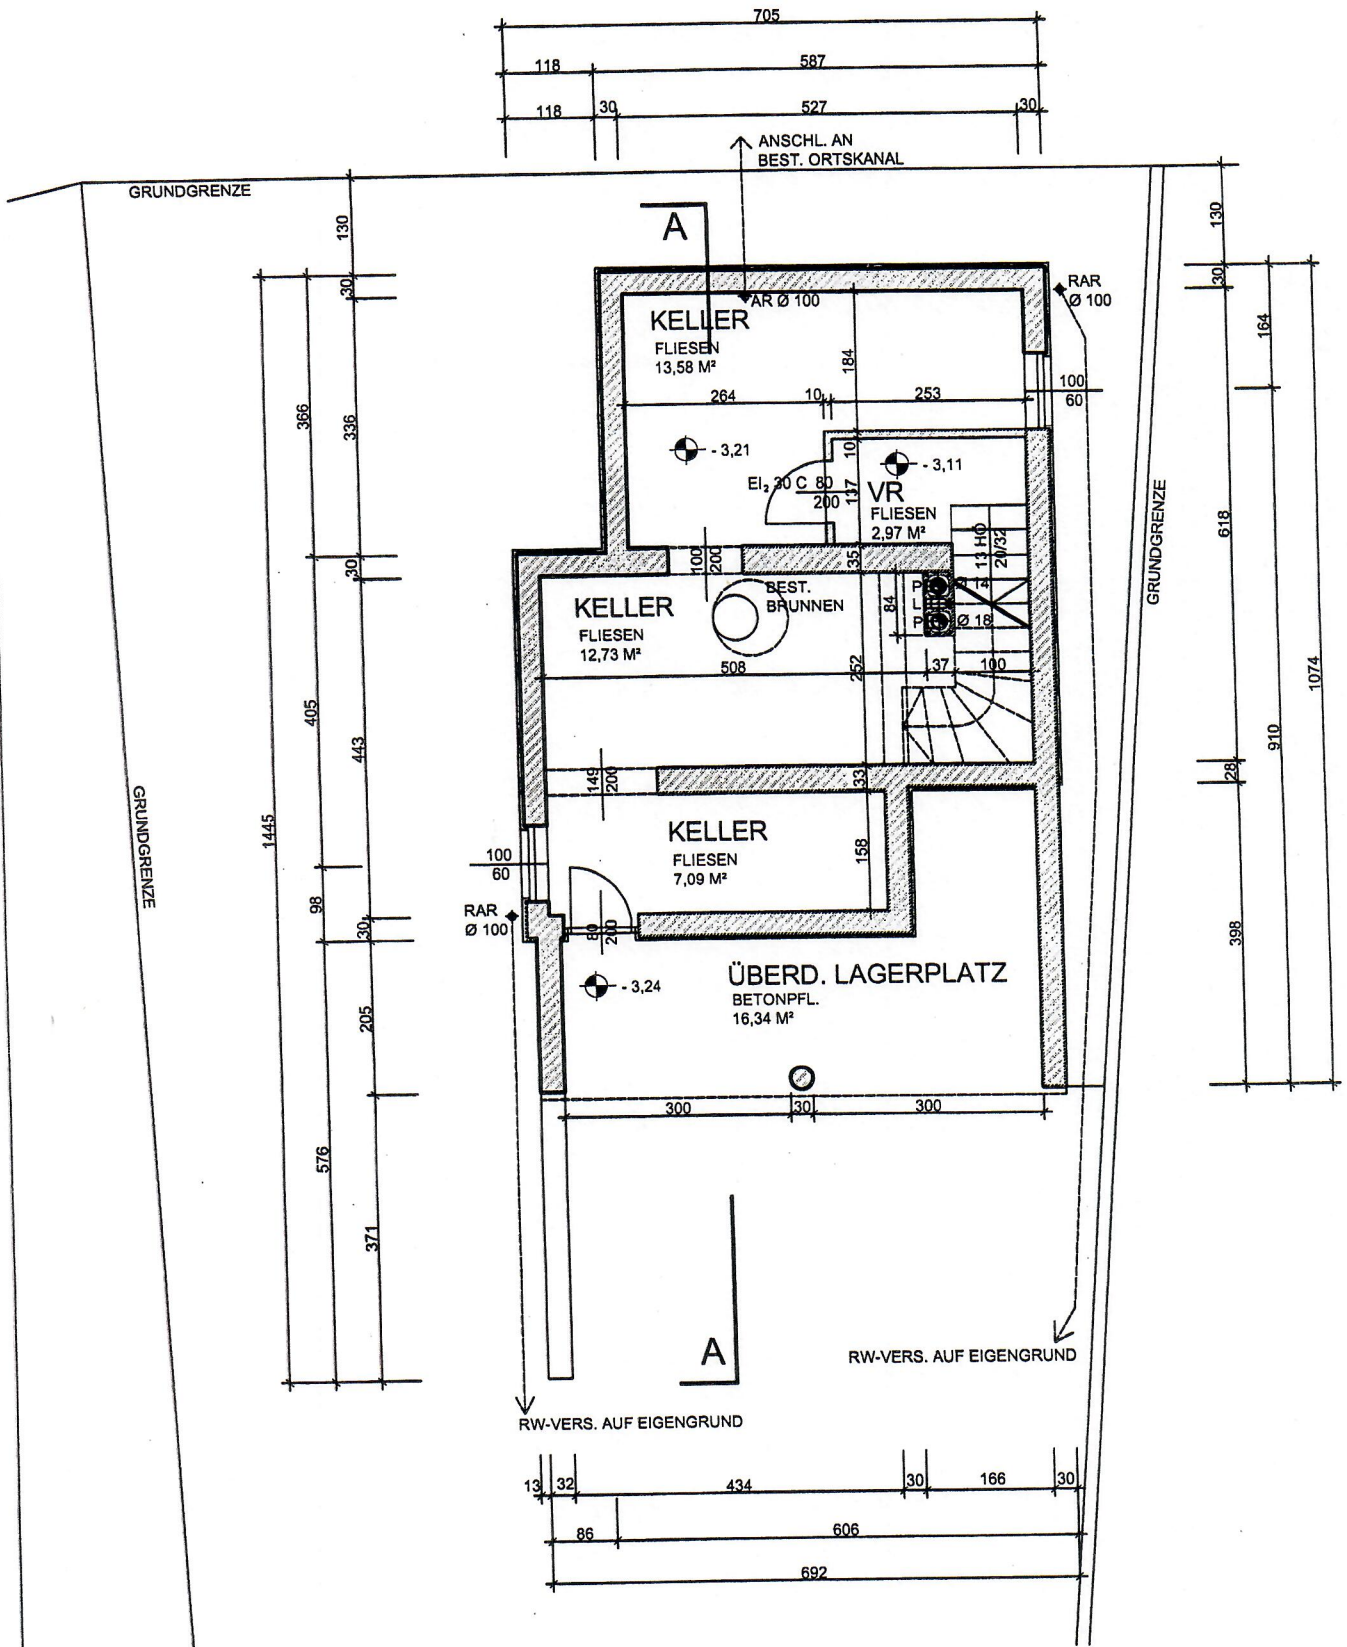 705
118 587
118 30 527 30
ANSCHL. AN
BEST. ORTSKANAL
GRUNDGRENZE
130
130
A
30
30
RAR
Ø 100
AR Ø 100
KELLER
FLIESEN
13,58 M²
184
164
100
60
264 10 253
366
336
- 3,21
10
- 3,11
EI₂ 30 C 80
200
137
VR
FLIESEN
2,97 M²
GRUNDGRENZE
618
13 HO
20/32
30
100
200
35
BEST.
BRUNNEN
84
P Ø 14
L
P Ø 18
KELLER
FLIESEN
12,73 M²
508
252
37 100
1074
405
443
910
149
200
33
28
GRUNDGRENZE
1445
KELLER
FLIESEN
7,09 M²
158
100
60
98
RAR
Ø 100
30
80
200
398
ÜBERD. LAGERPLATZ
BETONPFL.
16,34 M²
- 3,24
205
300 30 300
576
371
A
RW-VERS. AUF EIGENGRUND
RW-VERS. AUF EIGENGRUND
13 32 434 30 166 30
86 606
692